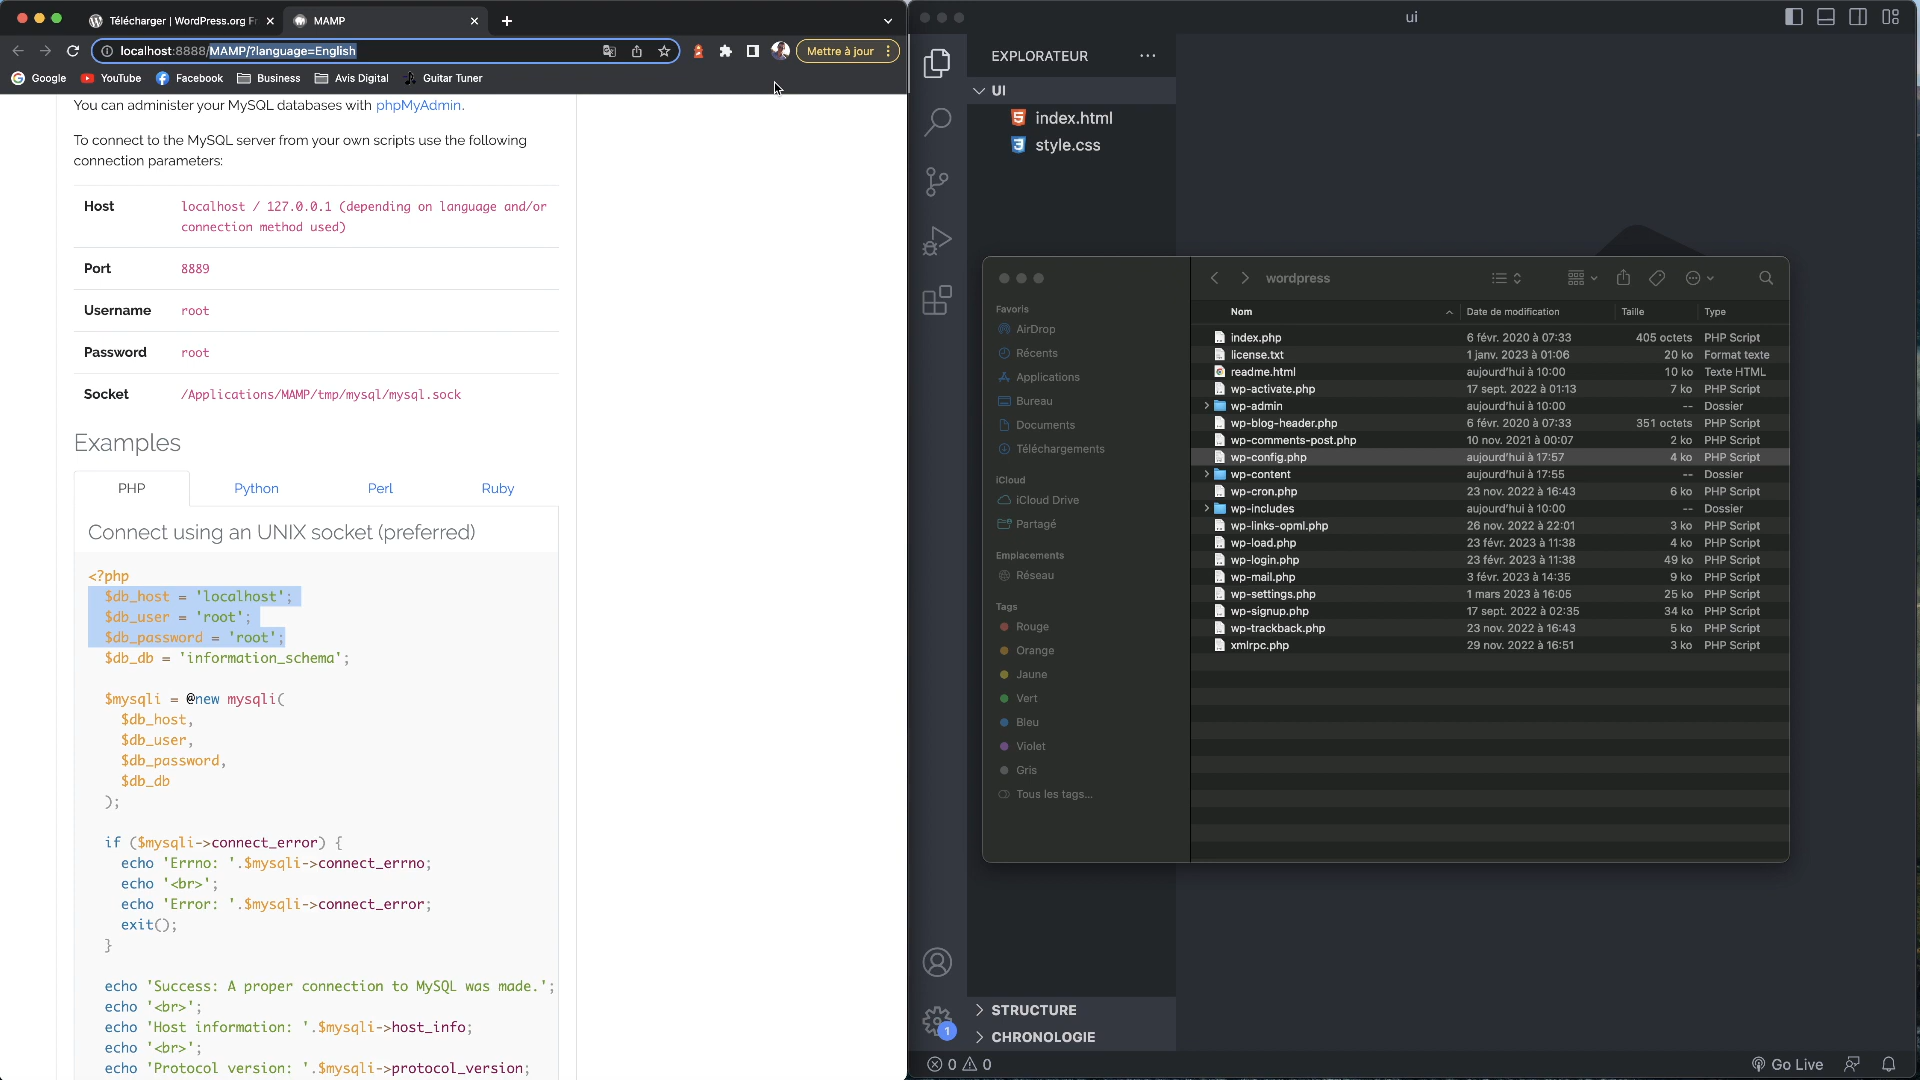 Télécharger | WordPress.org Fr
MAMP
localhost:8888/MAMP/?language=English
Mettre à jour
Google
YouTube
Facebook
Business
Avis Digital
Guitar Tuner
You can administer your MySQL databases with phpMyAdmin.
To connect to the MySQL server from your own scripts use the following
connection parameters:
Host
localhost / 127.0.0.1 (depending on language and/or
connection method used)
Port 8889
Username root
Password root
Socket /Applications/MAMP/tmp/mysql/mysql.sock
Examples
PHP Python Perl Ruby
Connect using an UNIX socket (preferred)
<?php
$db_host = 'localhost';
$db_user = 'root';
$db_password = 'root';
$db_db = 'information_schema';
$mysqli = @new mysqli(
$db_host,
$db_user,
$db_password,
$db_db
);
if ($mysqli->connect_error) {
echo 'Errno: '.$mysqli->connect_errno;
echo '<br>';
echo 'Error: '.$mysqli->connect_error;
exit();
}
echo 'Success: A proper connection to MySQL was made.';
echo '<br>';
echo 'Host information: '.$mysqli->host_info;
echo '<br>';
echo 'Protocol version: '.$mysqli->protocol_version;
ui
EXPLORATEUR
UI
index.html
style.css
wordpress
Favoris
AirDrop
Récents
Applications
Bureau
Documents
Téléchargements
iCloud
iCloud Drive
Partagé
Emplacements
Réseau
Tags
Rouge
Orange
Jaune
Vert
Bleu
Violet
Gris
Tous les tags...
Nom Date de modification Taille Type
index.php 6 févr. 2020 à 07:33 405 octets PHP Script
license.txt 1 janv. 2023 à 01:06 20 ko Format texte
readme.html aujourd'hui à 10:00 10 ko Texte HTML
wp-activate.php 17 sept. 2022 à 01:13 7 ko PHP Script
wp-admin aujourd'hui à 10:00 -- Dossier
wp-blog-header.php 6 févr. 2020 à 07:33 351 octets PHP Script
wp-comments-post.php 10 nov. 2021 à 00:07 2 ko PHP Script
wp-config.php aujourd'hui à 17:57 4 ko PHP Script
wp-content aujourd'hui à 17:55 -- Dossier
wp-cron.php 23 nov. 2022 à 16:43 6 ko PHP Script
wp-includes aujourd'hui à 10:00 -- Dossier
wp-links-opml.php 26 nov. 2022 à 22:01 3 ko PHP Script
wp-load.php 23 févr. 2023 à 11:38 4 ko PHP Script
wp-login.php 23 févr. 2023 à 11:38 49 ko PHP Script
wp-mail.php 3 févr. 2023 à 14:35 9 ko PHP Script
wp-settings.php 1 mars 2023 à 16:05 25 ko PHP Script
wp-signup.php 17 sept. 2022 à 02:35 34 ko PHP Script
wp-trackback.php 23 nov. 2022 à 16:43 5 ko PHP Script
xmlrpc.php 29 nov. 2022 à 16:51 3 ko PHP Script
STRUCTURE
1
CHRONOLOGIE
0 0
Go Live